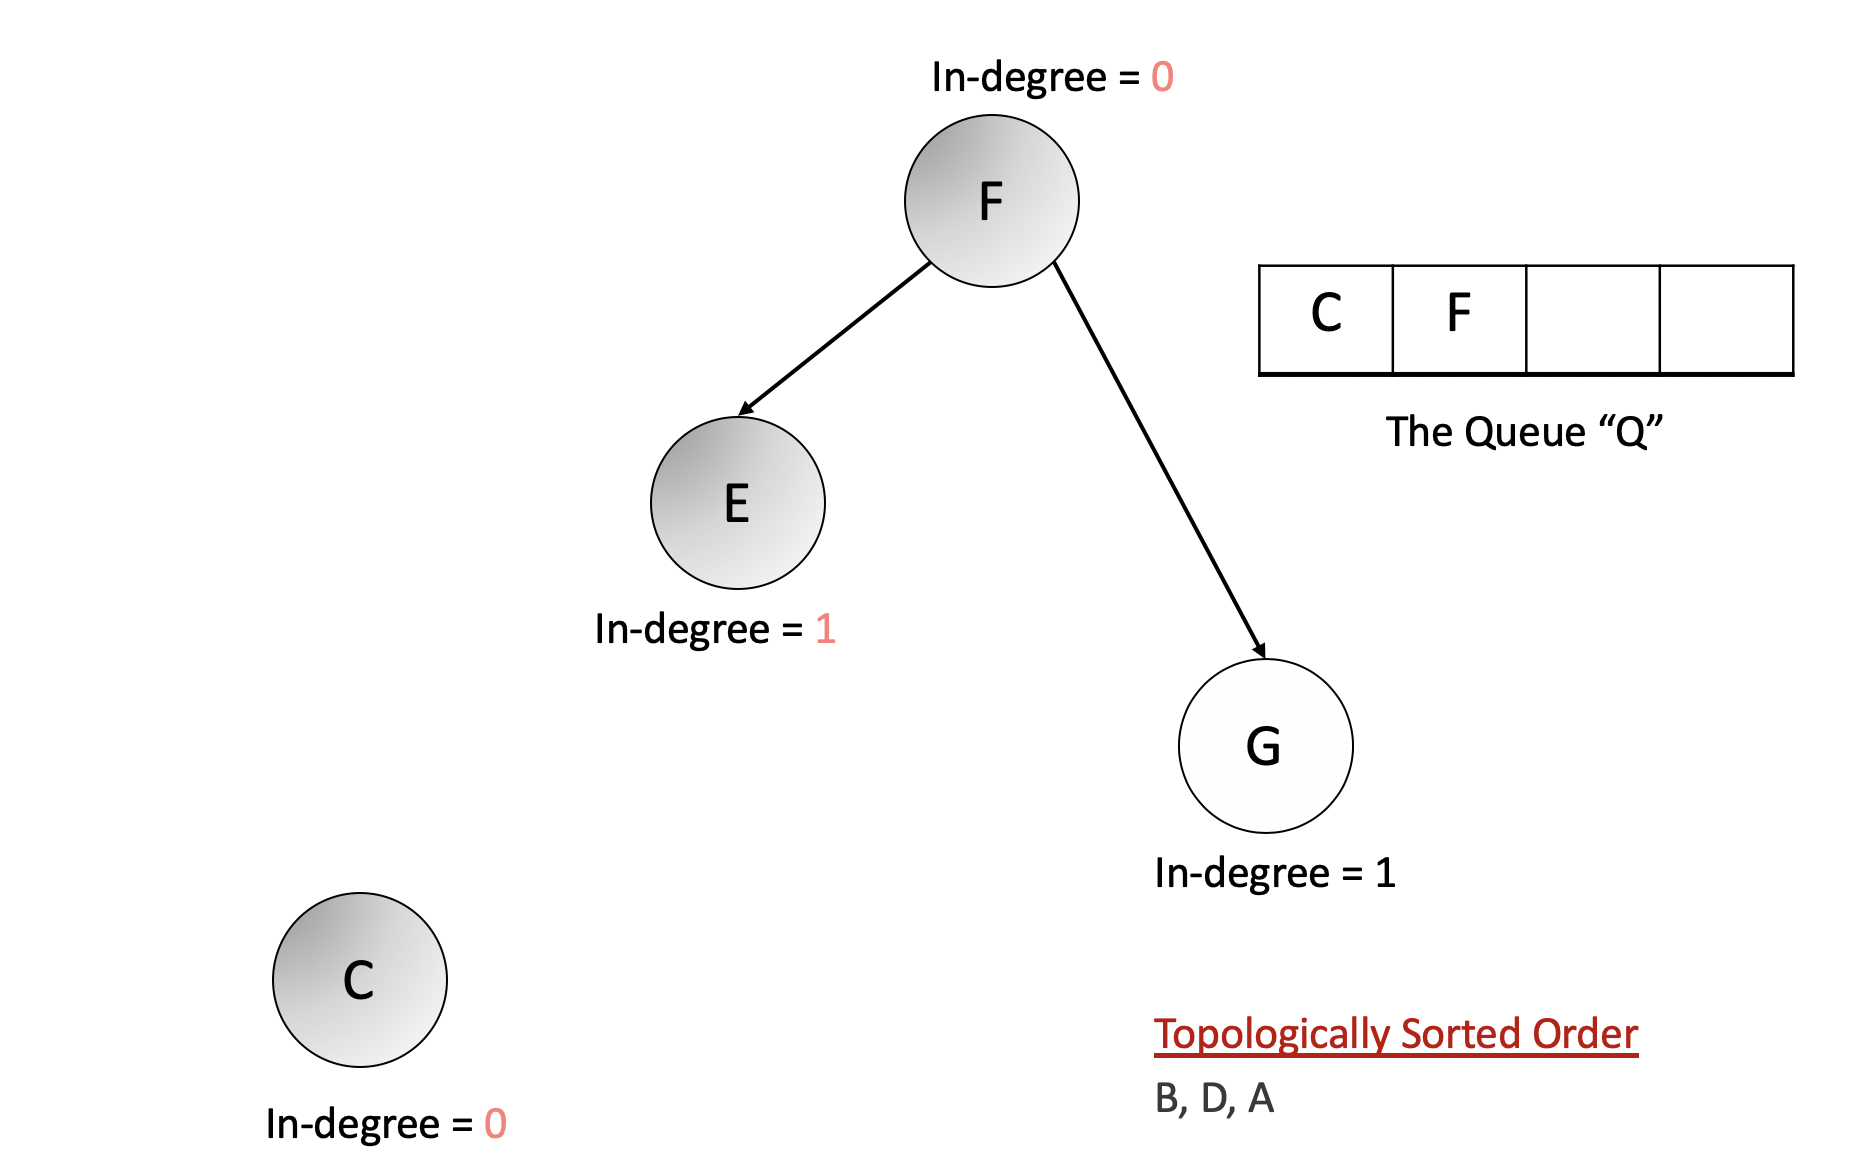 In-degree = 0
F
C F
The Queue “Q”
E
In-degree = 1
G
In-degree = 1
C
In-degree = 0
Topologically Sorted Order
B, D, A